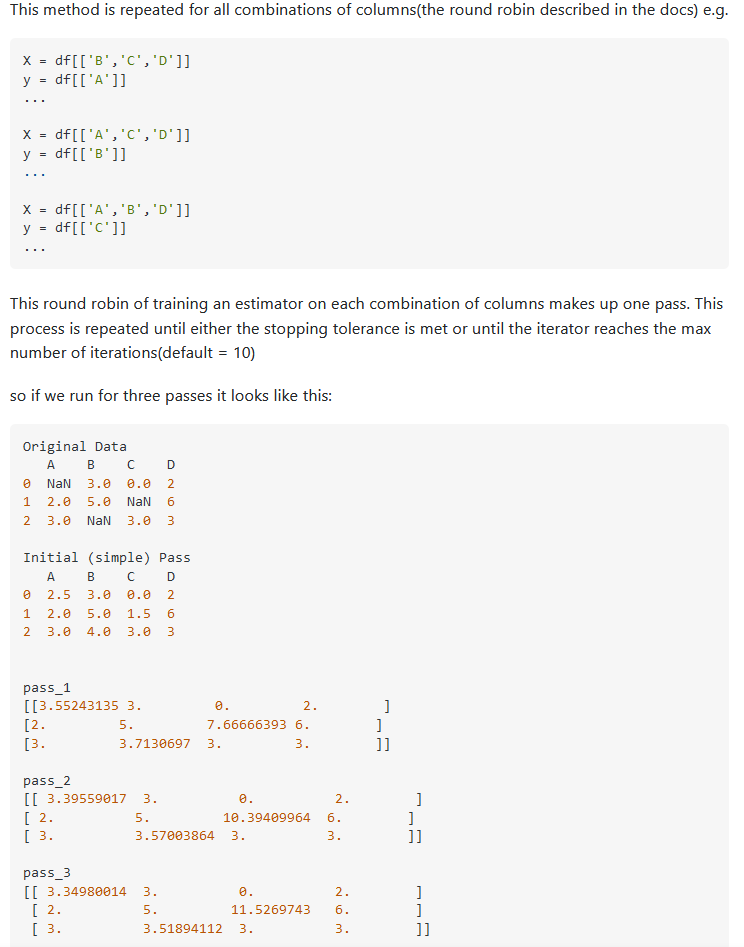 This method is repeated for all combinations of columns(the round robin described in the docs) e.g.
X = df[['B','C','D']]
y = df[['A']]
...
X = df[['A','C','D']]
y = df[['B']]
...
X = df[['A','B','D']]
y = df[['C']]
...
This round robin of training an estimator on each combination of columns makes up one pass. This
process is repeated until either the stopping tolerance is met or until the iterator reaches the max
number of iterations(default = 10)
so if we run for three passes it looks like this:
Original Data
A B C D
0 NaN 3.0 0.0 2
1 2.0 5.0 NaN 6
2 3.0 NaN 3.0 3
Initial (simple) Pass
A B C D
0 2.5 3.0 0.0 2
1 2.0 5.0 1.5 6
2 3.0 4.0 3.0 3
pass_1
[[3.55243135 3. 0. 2. ]
[2. 5. 7.66666393 6. ]
[3. 3.7130697 3. 3. ]]
pass_2
[[ 3.39559017 3. 0. 2. ]
[ 2. 5. 10.39409964 6. ]
[ 3. 3.57003864 3. 3. ]]
pass_3
[[ 3.34980014 3. 0. 2. ]
[ 2. 5. 11.5269743 6. ]
[ 3. 3.51894112 3. 3. ]]